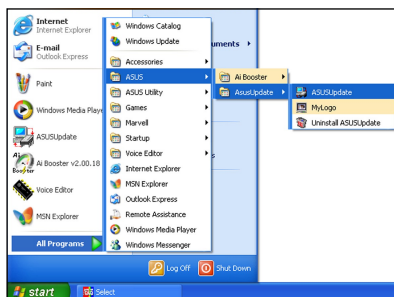 Internet
Internet Explorer
E-mail
Outlook Express
Paint
Windows Media Playe
ASUSUpdate
Ai Booster v2.00.18
Voice Editor
MSN Explorer
All Programs
Windows Catalog
Windows Update
Accessories
ASUS
ASUS Utility
Games
Marvell
Startup
Voice Editor
Internet Explorer
MSN Explorer
Outlook Express
Remote Assistance
Windows Media Player
Windows Messenger
uments
s
Ai Booster
AsusUpdate
ASUSUpdate
MyLogo
Uninstall ASUSUpdate
Log Off
Shut Down
start
Select